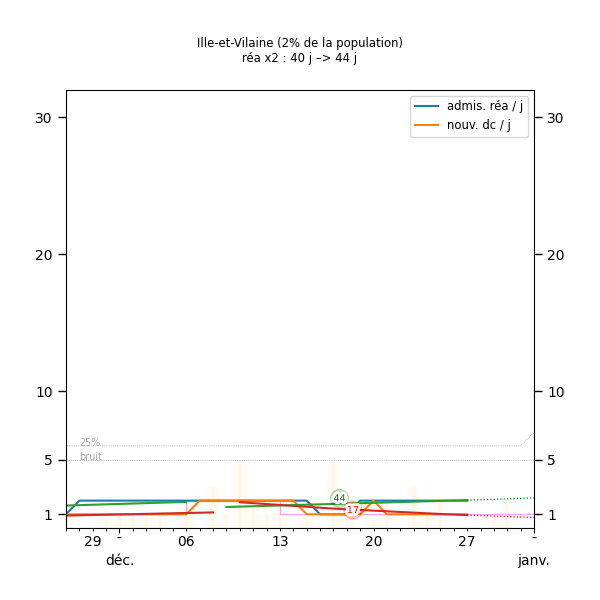 Ille-et-Vilaine (2% de la population)
réa x2 : 40 j –> 44 j
admis. réa / j
nouv. dc / j
30 30
20 20
10 10
25%
bruit
5 5
44
17
1 1
29 - 06 13 20 27 -
déc. janv.